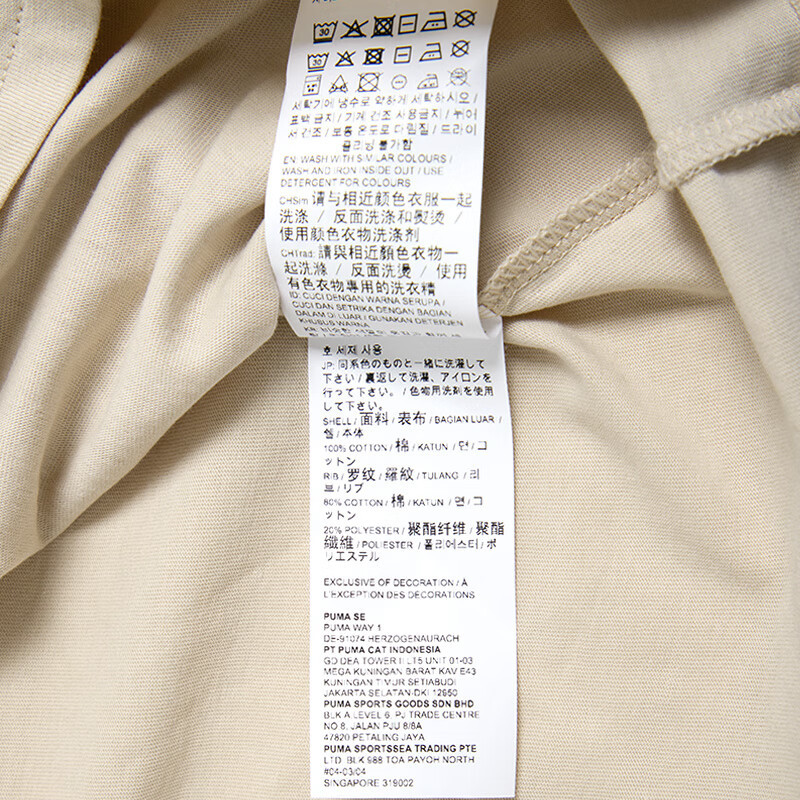 30
30
세탁기에 냉수로 약하게 세탁하시오 /
표백 금지 / 기계 건조 사용금지 / 뉘어
서 건조 / 보통 온도로 다림질 / 드라이
클리닝 불가함
EN: WASH WITH SIMILAR COLOURS /
WASH AND IRON INSIDE OUT / USE
DETERGENT FOR COLOURS
CHSim: 请与相近颜色衣服一起
洗涤 / 反面洗涤和熨烫 /
使用颜色衣物洗涤剂
CHTrad: 請與相近顏色衣物一
起洗滌 / 反面洗燙 / 使用
有色衣物專用的洗衣精
ID: CUCI DENGAN WARNA SERUPA /
CUCI DAN SETRIKA DENGAN BAGIAN
DALAM DI LUAR / GUNAKAN DETERJEN
KHUSUS WARNA
호 세제 사용
JP: 同系色のものと一緒に洗濯して
下さい / 裏返して洗濯、アイロンを
行って下さい。 / 色物用洗剤を使用
して下さい。
SHELL / 面料 / 表布 / BAGIAN LUAR /
쉘 / 本体
100% COTTON / 棉 / KATUN / 면 / コ
ットン
RIB / 罗纹 / 羅紋 / TULANG / 리
브 / リブ
80% COTTON / 棉 / KATUN / 면 / コ
ットン
20% POLYESTER / 聚酯纤维 / 聚酯
纖維 / POLIESTER / 폴리에스터 / ポ
リエステル
EXCLUSIVE OF DECORATION / À
L'EXCEPTION DES DÉCORATIONS
PUMA SE
PUMA WAY 1
DE-91074 HERZOGENAURACH
PT PUMA CAT INDONESIA
GD DEA TOWER II LT5 UNIT 01-03
MEGA KUNINGAN BARAT KAV E43
KUNINGAN TIMUR SETIABUDI
JAKARTA SELATAN-DKI 12950
PUMA SPORTS GOODS SDN BHD
BLK A LEVEL 6, PJ TRADE CENTRE
NO.8, JALAN PJU 8/8A
47820 PETALING JAYA
PUMA SPORTSSEA TRADING PTE
LTD. BLK 988 TOA PAYOH NORTH
#04-03/04
SINGAPORE 319002